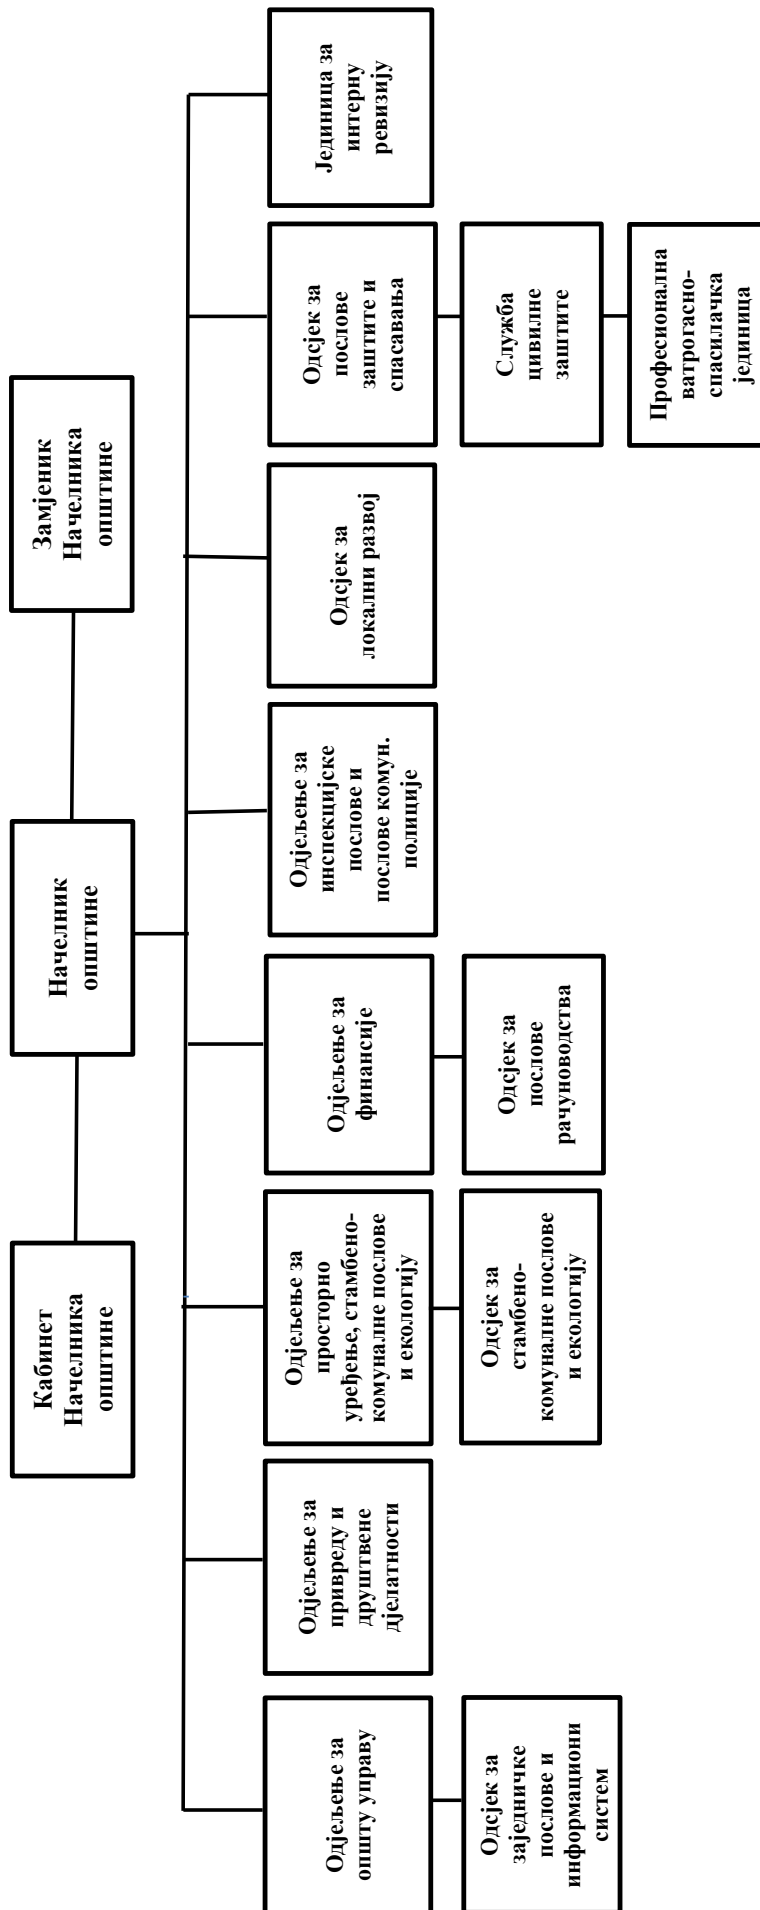 Кабинет
Начелника
општине
Начелник
општине
Замјеник
Начелника
општине
Одјељење за
општу управу
Одјељење за
привреду и
друштвене
дјелатности
Одјељење за
просторно
уређење, стамбено-
комуналне послове
и екологију
Одјељење за
финансије
Одјељење за
инспекцијске
послове и
послове комун.
полиције
Одсјек за
локални развој
Одсјек за
послове
заштите и
спасавања
Јединица за
интерну
ревизију
Одсјек за
заједничке
послове и
информациони
систем
Одсјек за
стамбено-
комуналне послове
и екологију
Одсјек за
послове
рачуноводства
Служба
цивилне
заштите
Професионална
ватрогасно-
спасилачка
јединица